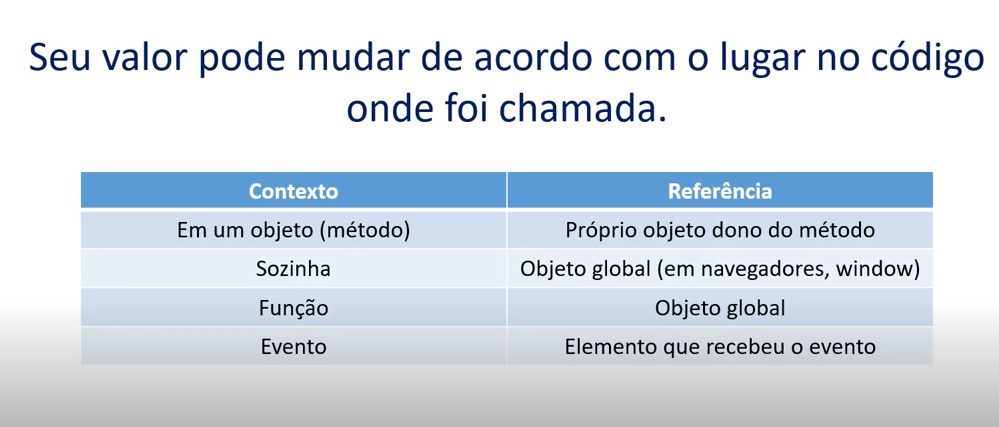 Seu valor pode mudar de acordo com o lugar no código
onde foi chamada.
Contexto Referência
Em um objeto (método) Próprio objeto dono do método
Sozinha Objeto global (em navegadores, window)
Função Objeto global
Evento Elemento que recebeu o evento